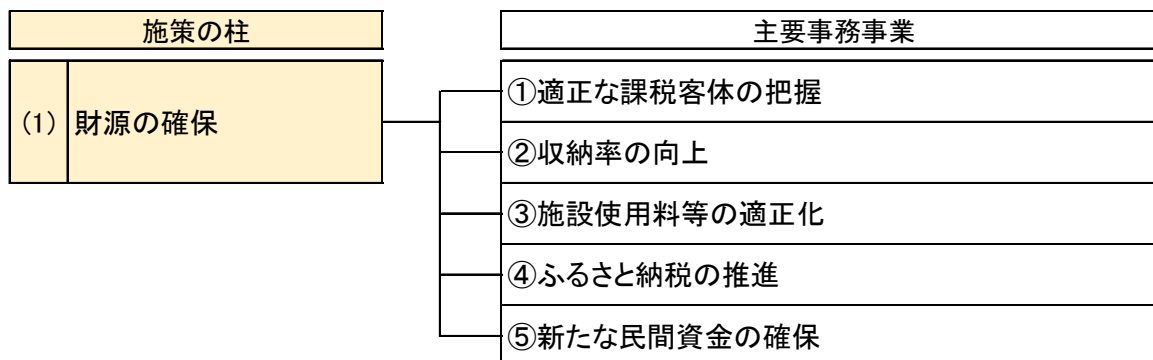 施策の柱
主要事務事業
(1) 財源の確保
①適正な課税客体の把握
②収納率の向上
③施設使用料等の適正化
④ふるさと納税の推進
⑤新たな民間資金の確保